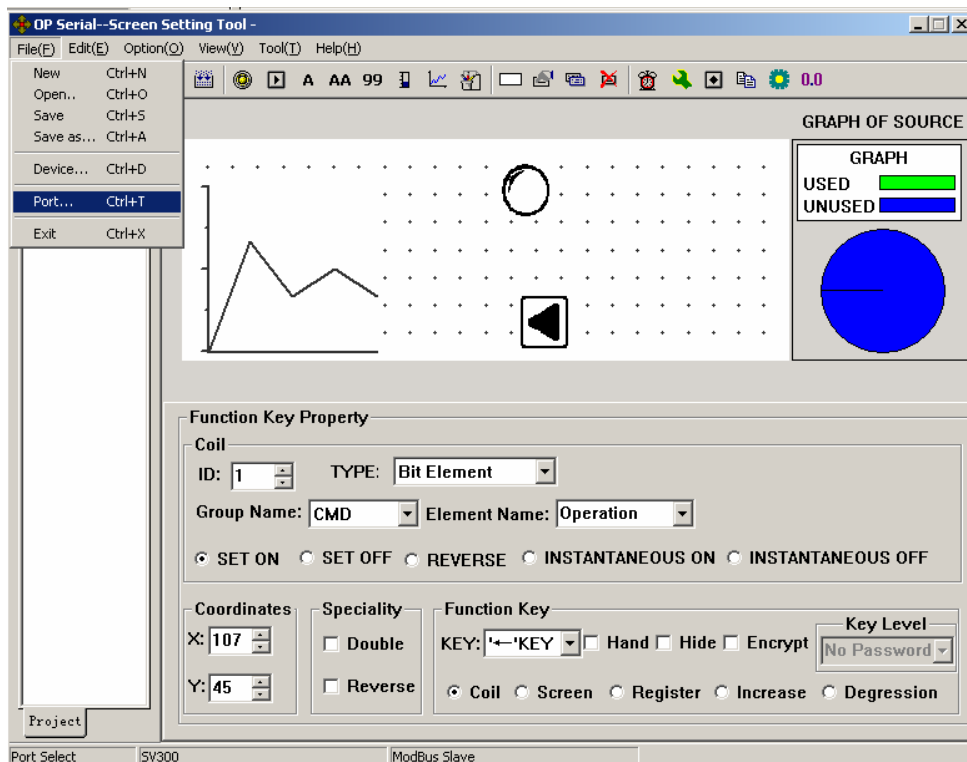 OP Serial--Screen Setting Tool -
File(F) Edit(E) Option(O) View(V) Tool(T) Help(H)
New Ctrl+N
Open.. Ctrl+O
Save Ctrl+S
Save as... Ctrl+A
Device... Ctrl+D
Port... Ctrl+T
Exit Ctrl+X
A AA 99 0.0
GRAPH OF SOURCE
GRAPH
USED
UNUSED
Function Key Property
Coil
ID: 1 TYPE: Bit Element
Group Name: CMD Element Name: Operation
SET ON SET OFF REVERSE INSTANTANEOUS ON INSTANTANEOUS OFF
Coordinates
X: 107
Y: 45
Speciality
Double
Reverse
Function Key
KEY: '←'KEY Hand Hide Encrypt
Key Level
No Password
Coil Screen Register Increase Degression
Project
Port Select SV300 ModBus Slave